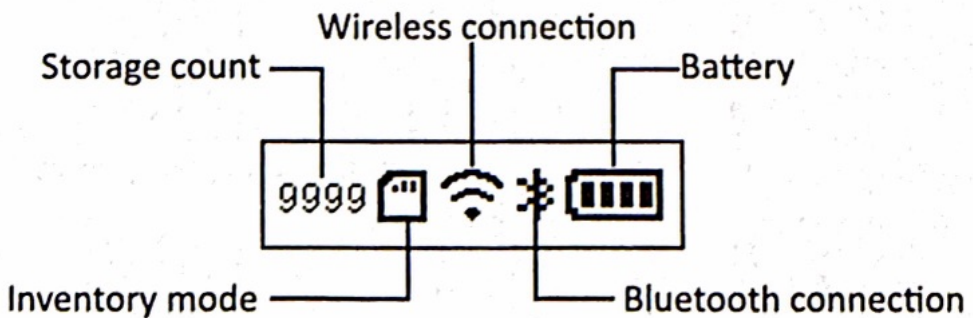 Wireless connection
Storage count
Battery
9999
Inventory mode
Bluetooth connection